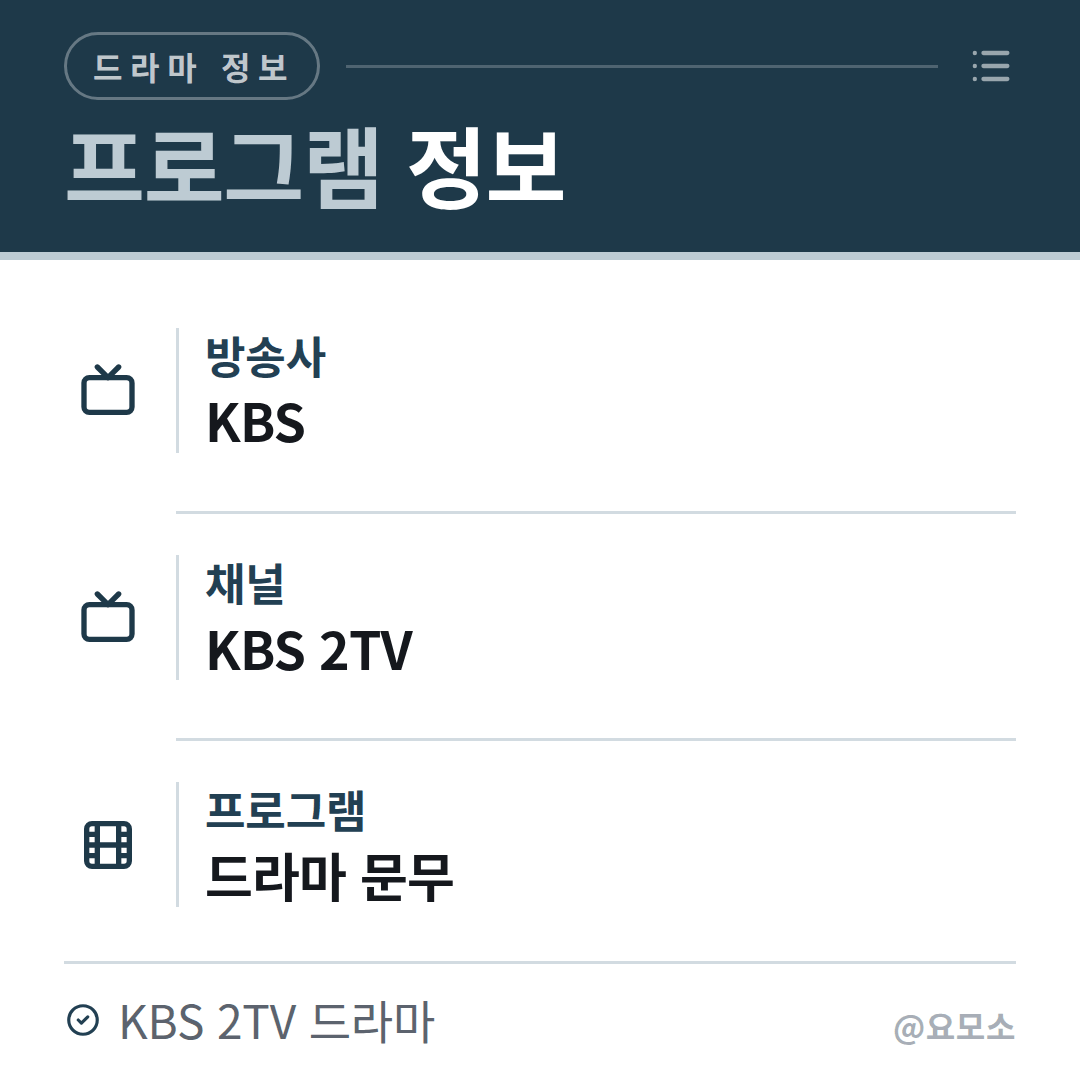 드라마 정보
프로그램 정보
방송사
KBS
채널
KBS 2TV
프로그램
드라마 문무
KBS 2TV 드라마
@요모소